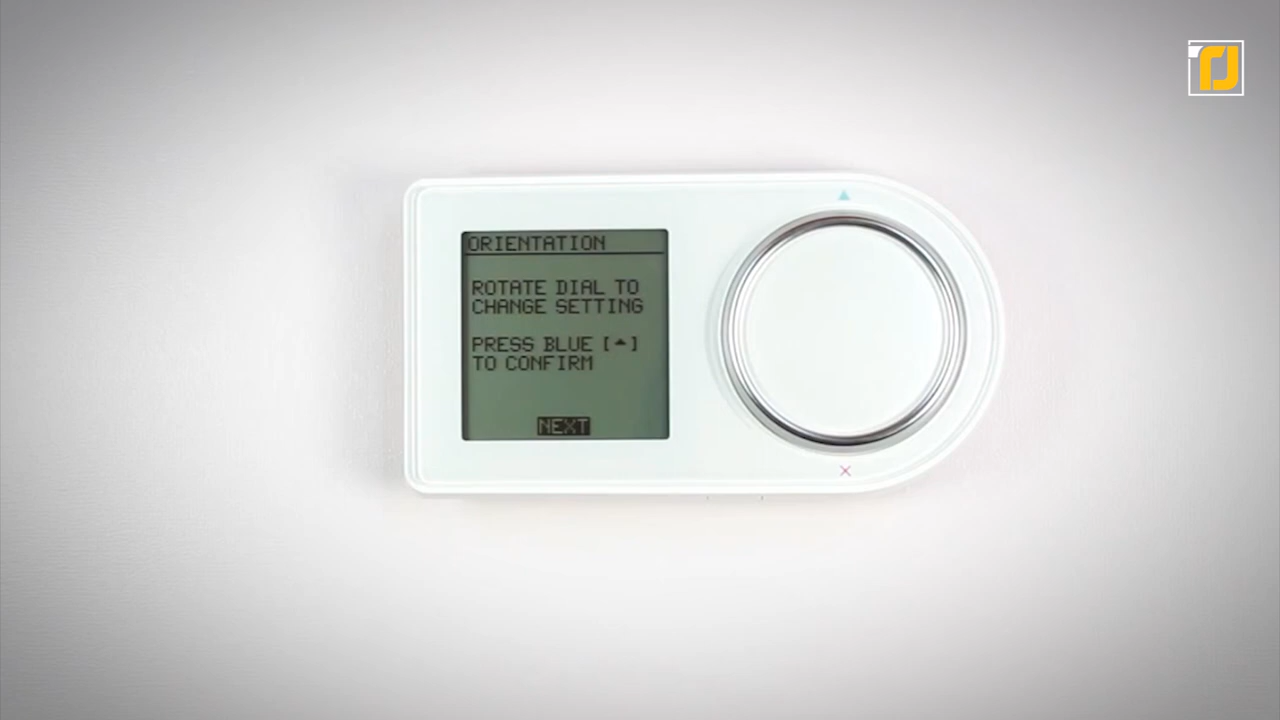 ORIENTATION
ROTATE DIAL TO
CHANGE SETTING
PRESS BLUE [▲]
TO CONFIRM
NEXT